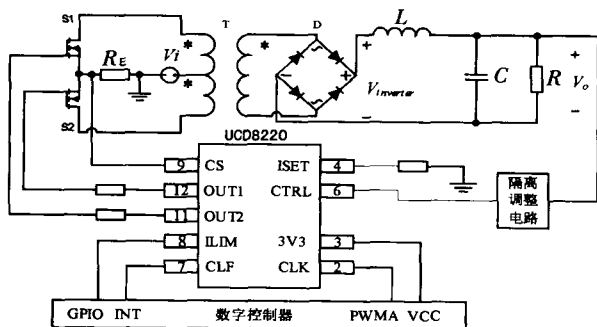 S1
T
D
L
*
*
*
R_E
Vi
+
+
−
+
−
~
~
V_inverter
−
C
R
V_o
S2
UCD8220
9 CS
ISET 4
12 OUT1
CTRL 6
11 OUT2
8 ILIM
3V3 3
7 CLF
CLK 2
隔离
调整
电路
GPIO INT 数字控制器 PWMA VCC